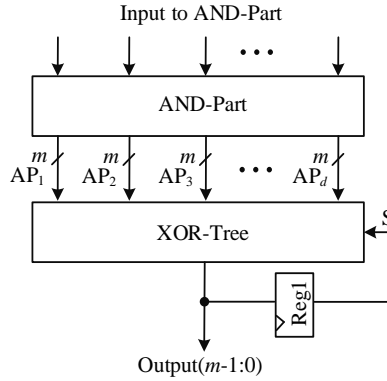 Input to AND-Part
AND-Part
m m m m
AP1 AP2 AP3 APd
S
XOR-Tree
Reg1
Output(m-1:0)